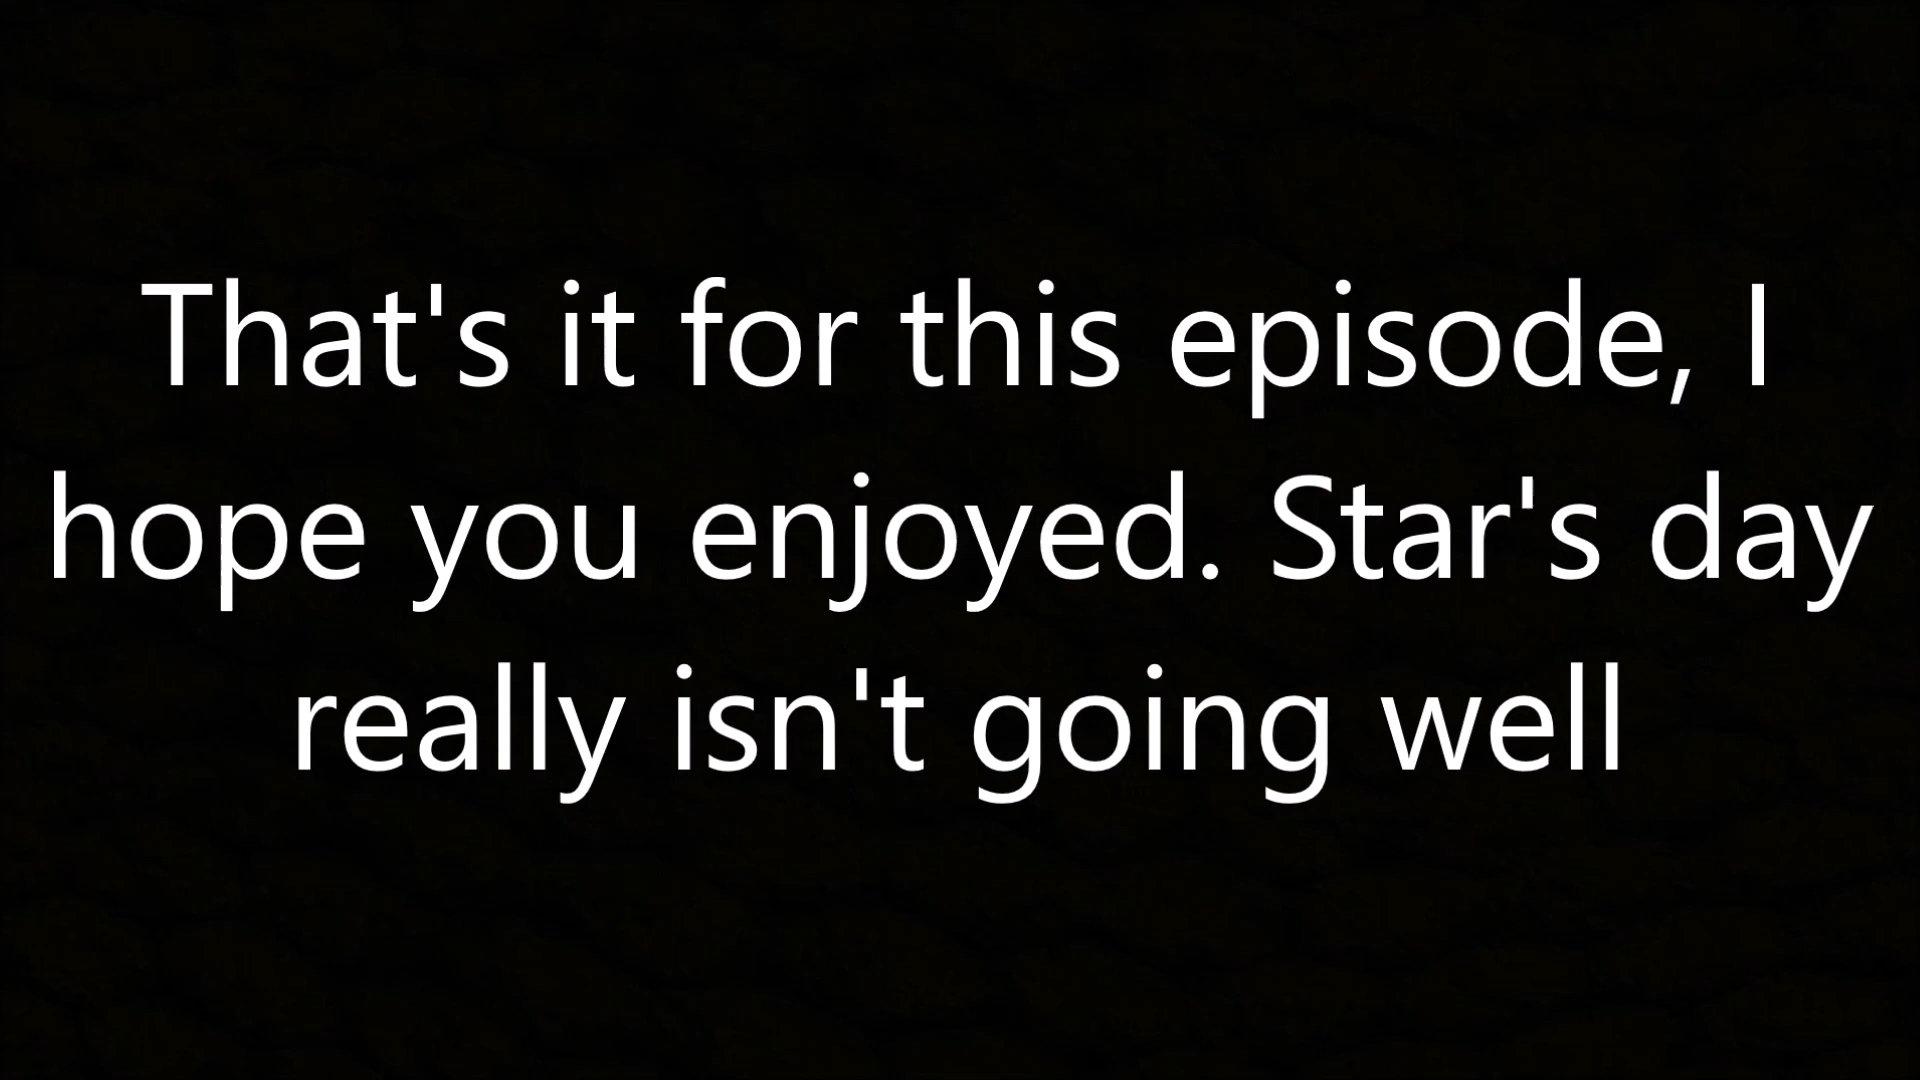 That's it for this episode, I
hope you enjoyed. Star's day
really isn't going well